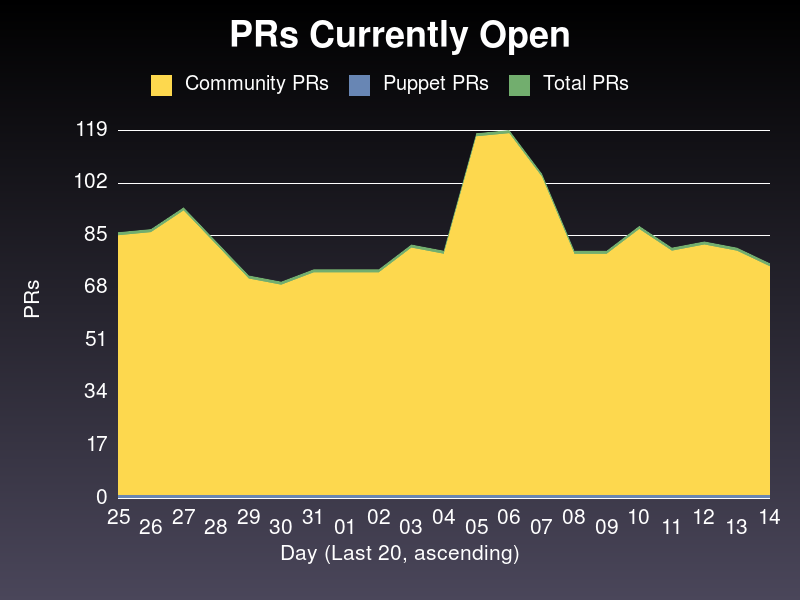 PRs Currently Open
Community PRs Puppet PRs Total PRs
119
102
85
68
51
34
17
0
PRs
25 26 27 28 29 30 31 01 02 03 04 05 06 07 08 09 10 11 12 13 14
Day (Last 20, ascending)